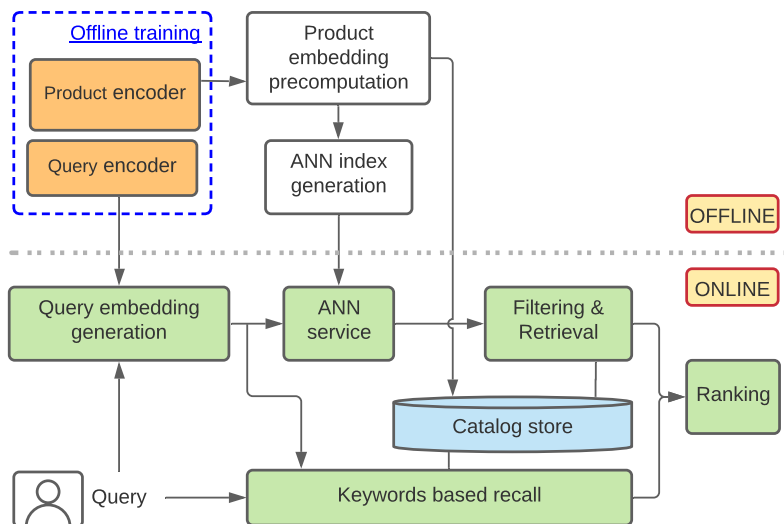 Offline training
Product encoder
Query encoder
Product
embedding
precomputation
ANN index
generation
OFFLINE
ONLINE
Query embedding
generation
ANN
service
Filtering &
Retrieval
Ranking
Catalog store
Query
Keywords based recall